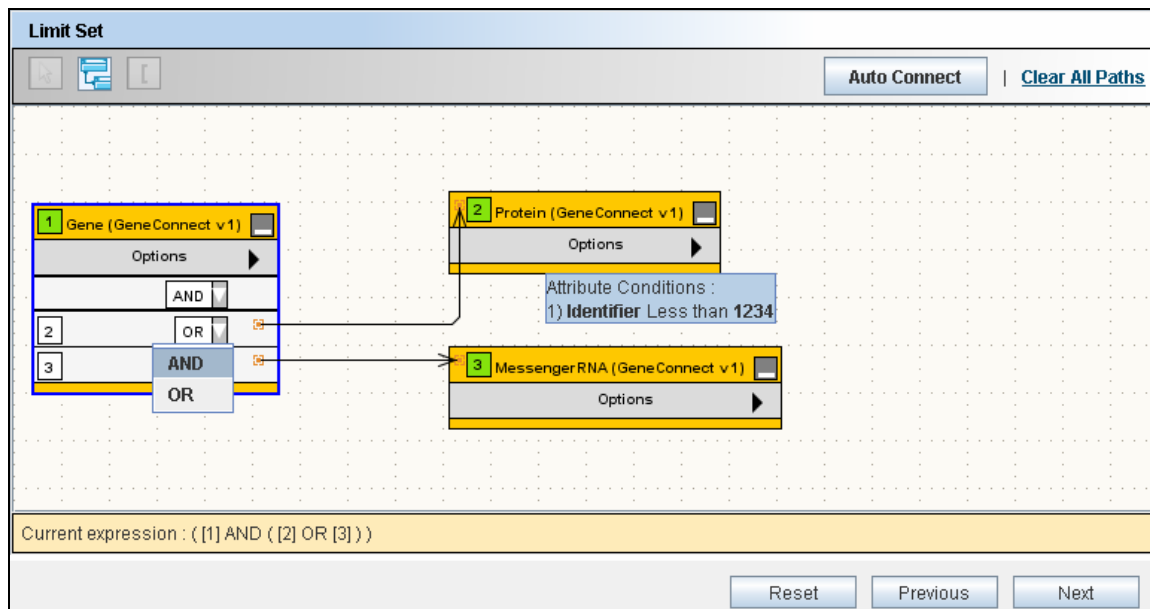 Limit Set
Auto Connect | Clear All Paths
1 Gene (GeneConnect v1)
Options
AND
2 OR
3
AND
OR
2 Protein (GeneConnect v1)
Options
Attribute Conditions :
1) Identifier Less than 1234
3 MessengerRNA (GeneConnect v1)
Options
Current expression : ( [1] AND ( [2] OR [3] ) )
Reset Previous Next